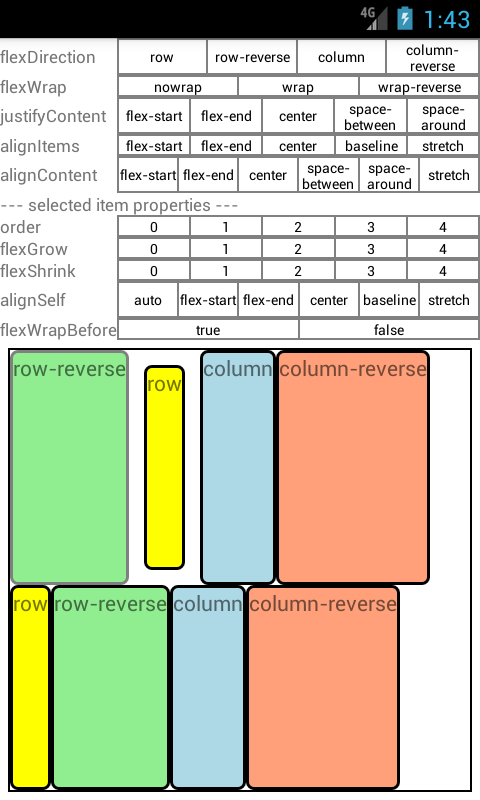 4G 1:43
flexDirection row row-reverse column column-reverse
flexWrap nowrap wrap wrap-reverse
justifyContent flex-start flex-end center space-between space-around
alignItems flex-start flex-end center baseline stretch
alignContent flex-start flex-end center space-between space-around stretch
--- selected item properties ---
order 0 1 2 3 4
flexGrow 0 1 2 3 4
flexShrink 0 1 2 3 4
alignSelf auto flex-start flex-end center baseline stretch
flexWrapBefore true false
row-reverse row column column-reverse
row row-reverse column column-reverse